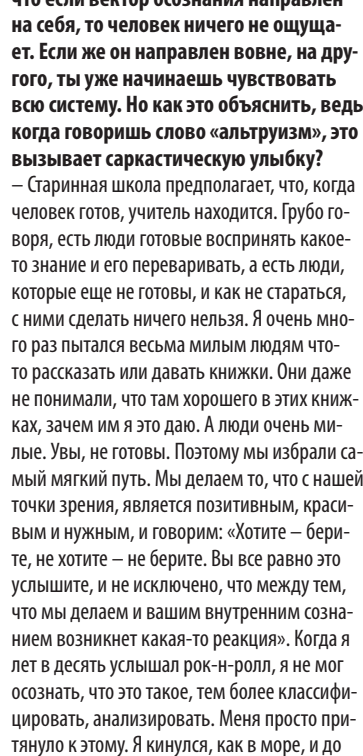 что если вектор осознания направлен
на себя, то человек ничего не ощуща-
ет. Если же он направлен вовне, на дру-
гого, ты уже начинаешь чувствовать
всю систему. Но как это объяснить, ведь
когда говоришь слово «альтруизм», это
вызывает саркастическую улыбку?
– Старинная школа предполагает, что, когда
человек готов, учитель находится. Грубо го-
воря, есть люди готовые воспринять какое-
то знание и его переваривать, а есть люди,
которые еще не готовы, и как не стараться,
с ними сделать ничего нельзя. Я очень мно-
го раз пытался весьма милым людям что-
то рассказать или давать книжки. Они даже
не понимали, что там хорошего в этих книж-
ках, зачем им я это даю. А люди очень ми-
лые. Увы, не готовы. Поэтому мы избрали са-
мый мягкий путь. Мы делаем то, что с нашей
точки зрения, является позитивным, краси-
вым и нужным, и говорим: «Хотите – бери-
те, не хотите – не берите. Вы все равно это
услышите, и не исключено, что между тем,
что мы делаем и вашим внутренним созна-
нием возникнет какая-то реакция». Когда я
лет в десять услышал рок-н-ролл, я не мог
осознать, что это такое, тем более классифи-
цировать, анализировать. Меня просто при-
тянуло к этому. Я кинулся, как в море, и до